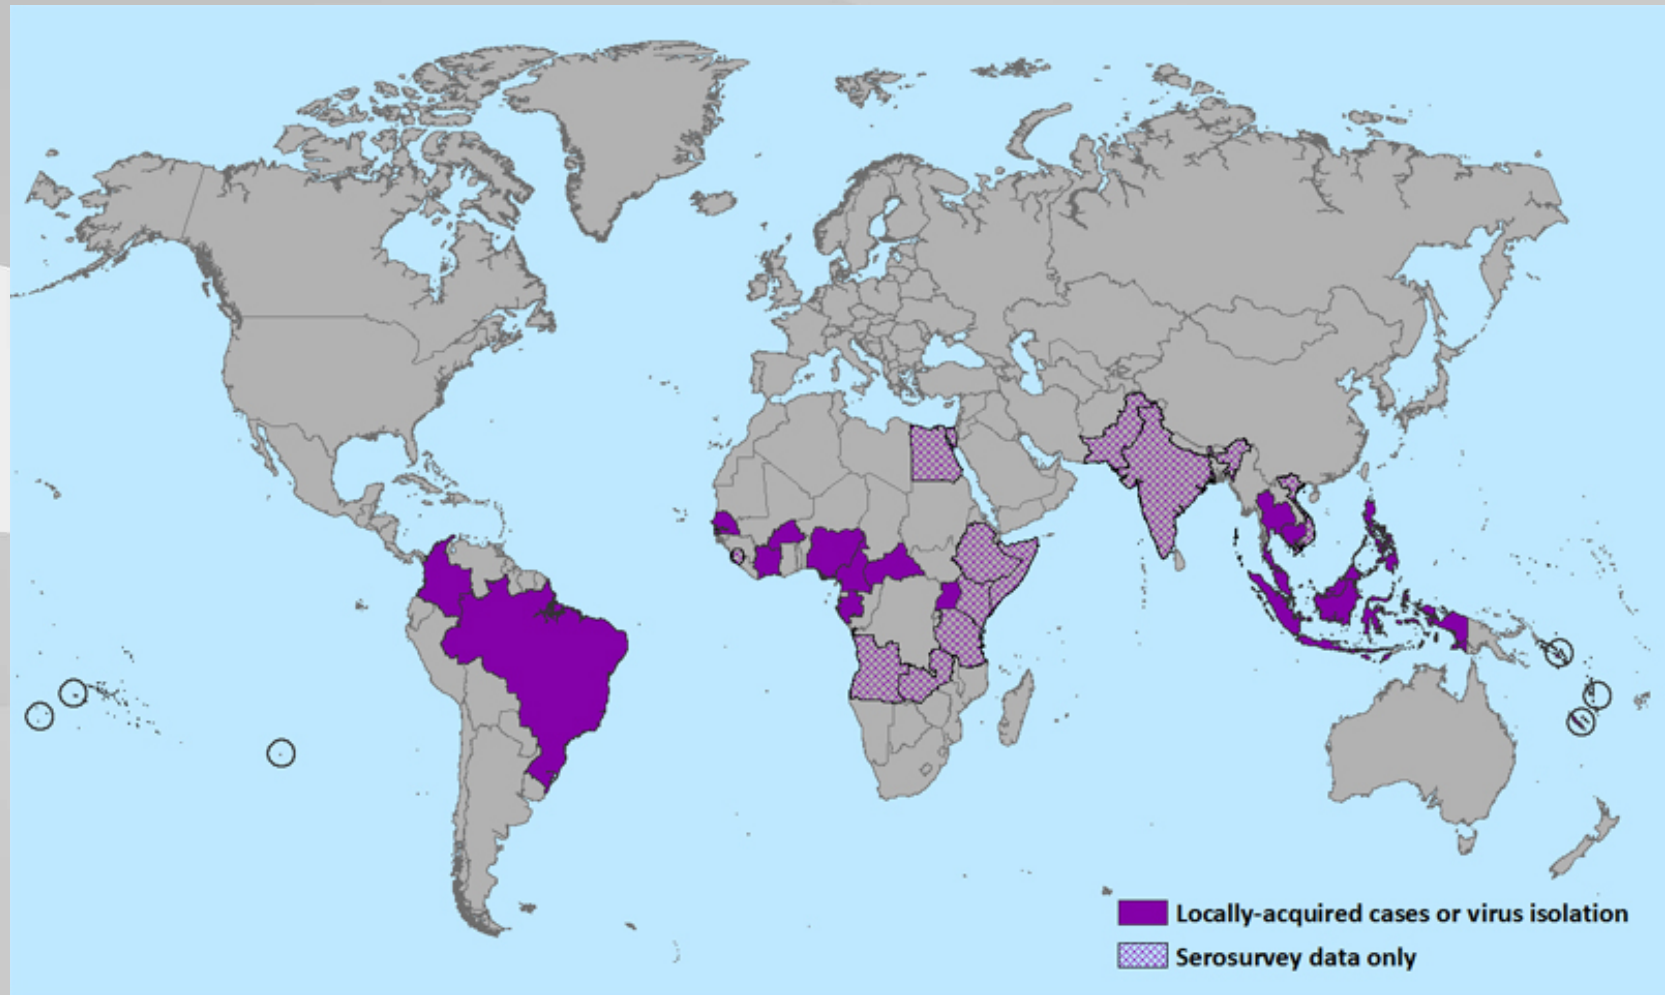 Locally-acquired cases or virus isolation
Serosurvey data only